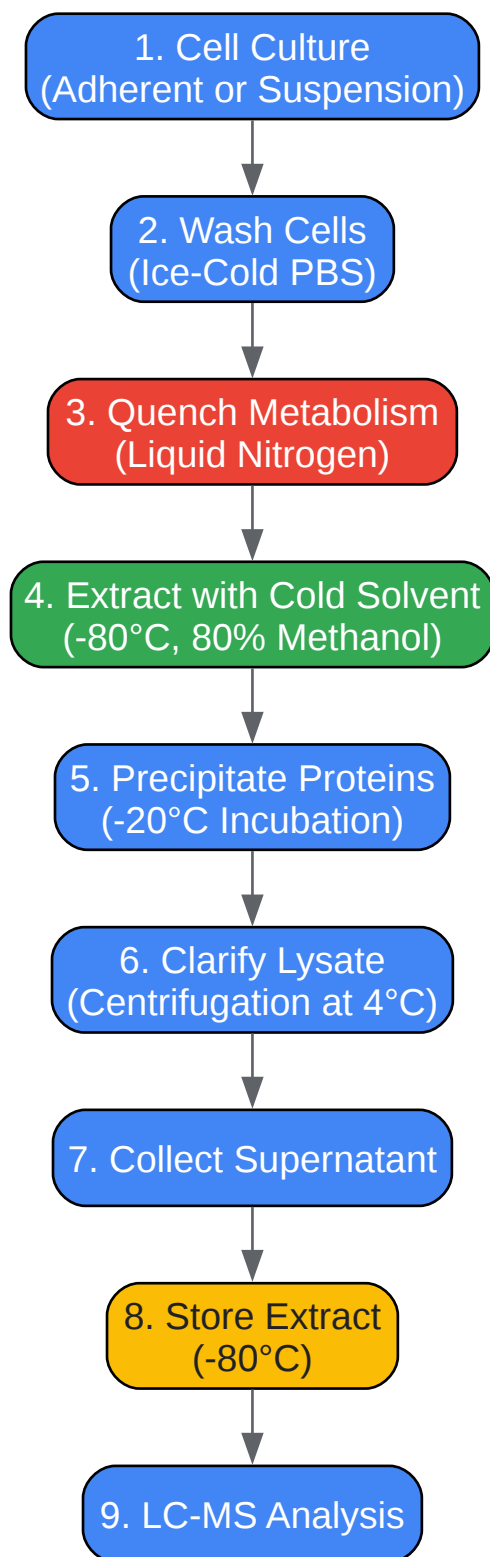 1. Cell Culture
(Adherent or Suspension)
2. Wash Cells
(Ice-Cold PBS)
3. Quench Metabolism
(Liquid Nitrogen)
4. Extract with Cold Solvent
(-80°C, 80% Methanol)
5. Precipitate Proteins
(-20°C Incubation)
6. Clarify Lysate
(Centrifugation at 4°C)
7. Collect Supernatant
8. Store Extract
(-80°C)
9. LC-MS Analysis